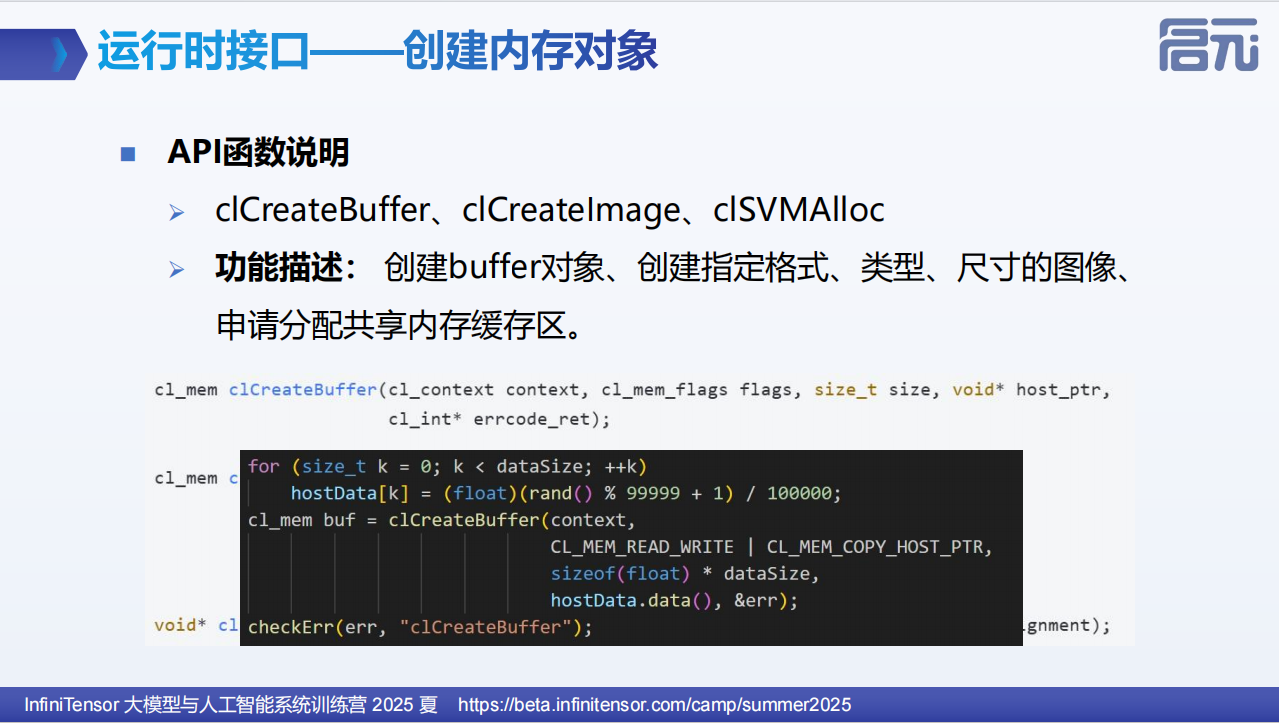 运行时接口——创建内存对象
启元
API函数说明
clCreateBuffer、clCreateImage、clSVMAlloc
功能描述： 创建buffer对象、创建指定格式、类型、尺寸的图像、
申请分配共享内存缓存区。
cl_mem clCreateBuffer(cl_context context, cl_mem_flags flags, size_t size, void* host_ptr,
cl_int* errcode_ret);
cl_mem c
for (size_t k = 0; k < dataSize; ++k)
hostData[k] = (float)(rand() % 99999 + 1) / 100000;
cl_mem buf = clCreateBuffer(context,
CL_MEM_READ_WRITE | CL_MEM_COPY_HOST_PTR,
sizeof(float) * dataSize,
hostData.data(), &err);
checkErr(err, "clCreateBuffer");
void* cl
gnment);
InfiniTensor 大模型与人工智能系统训练营 2025 夏 https://beta.infinitensor.com/camp/summer2025